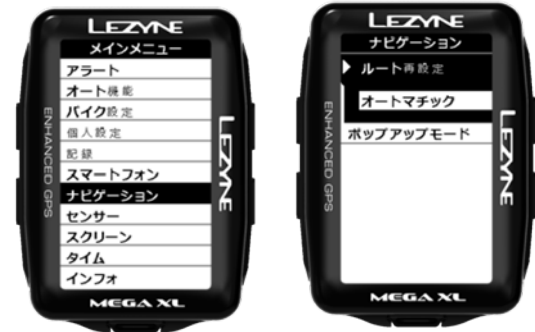 LEZYNE
メインメニュー
アラート
オート機能
バイク設定
個人設定
記録
スマートフォン
ナビゲーション
センサー
スクリーン
タイム
インフォ
ENHANCED GPS
LEZYNE
MEGA XL
LEZYNE
ナビゲーション
ルート再設定
オートマチック
ポップアップモード
ENHANCED GPS
LEZYNE
MEGA XL